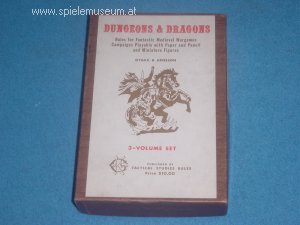 www.spielemuseum.at
DUNGEONS & DRAGONS
Rules for Fantastic Medieval Wargames
Campaigns Playable with Paper and Pencil
and Miniature Figures
GYGAX & ARNESON
3-VOLUME SET
PUBLISHED BY
TACTICAL STUDIES RULES
Price $10.00